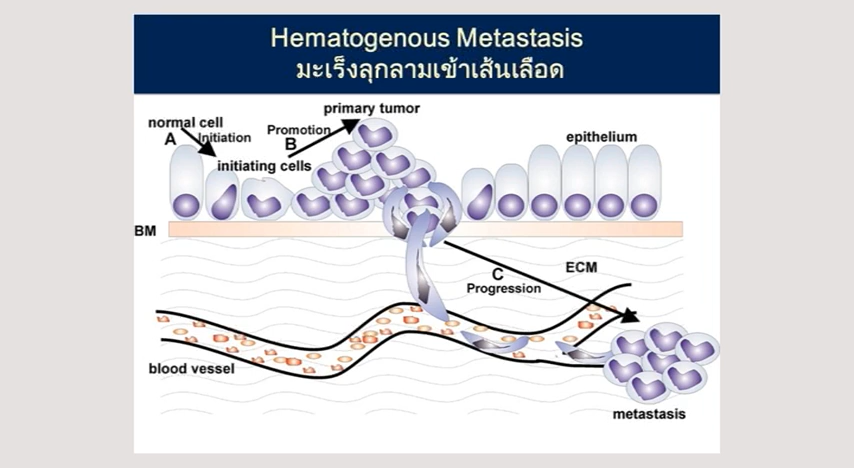 Hematogenous Metastasis
มะเร็งลุกลามเข้าเส้นเลือด
primary tumor
normal cell
A Initiation
Promotion
B
initiating cells
epithelium
BM
C
Progression
ECM
blood vessel
metastasis